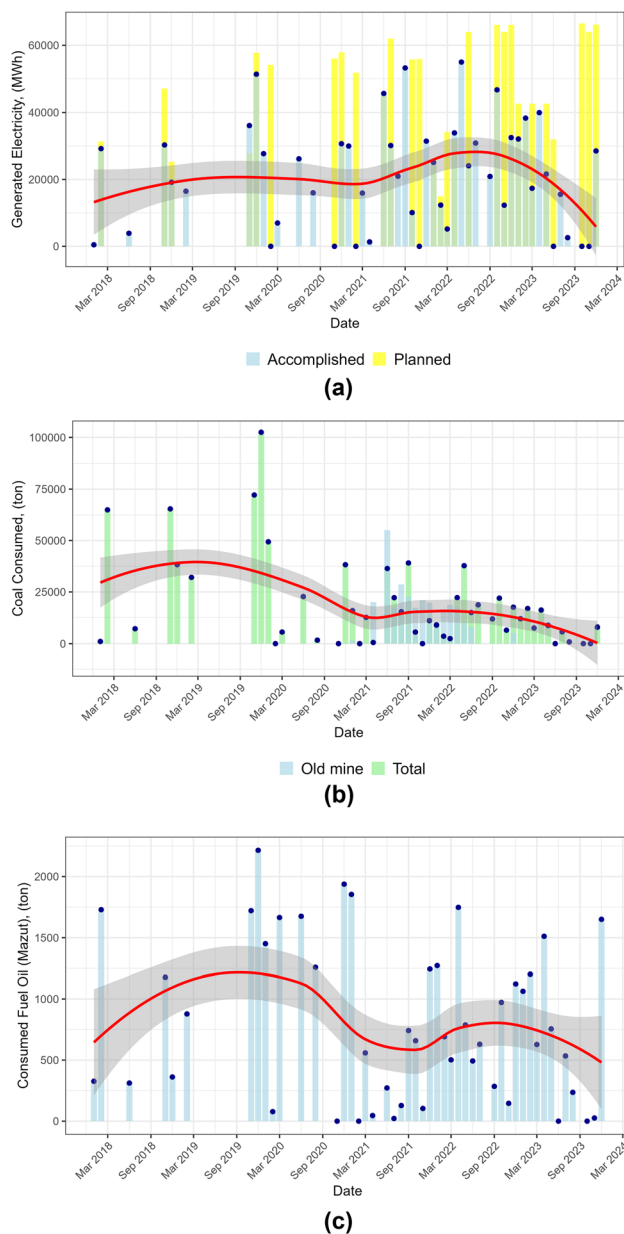 Generated Electricity, (MWh)
60000
40000
20000
0
Mar 2018
Sep 2018
Mar 2019
Sep 2019
Mar 2020
Sep 2020
Mar 2021
Sep 2021
Mar 2022
Sep 2022
Mar 2023
Sep 2023
Mar 2024
Date
Accomplished Planned
(a)
Coal Consumed, (ton)
100000
75000
50000
25000
0
Mar 2018
Sep 2018
Mar 2019
Sep 2019
Mar 2020
Sep 2020
Mar 2021
Sep 2021
Mar 2022
Sep 2022
Mar 2023
Sep 2023
Mar 2024
Date
Old mine Total
(b)
Consumed Fuel Oil (Mazut), (ton)
2000
1500
1000
500
0
Mar 2018
Sep 2018
Mar 2019
Sep 2019
Mar 2020
Sep 2020
Mar 2021
Sep 2021
Mar 2022
Sep 2022
Mar 2023
Sep 2023
Mar 2024
Date
(c)